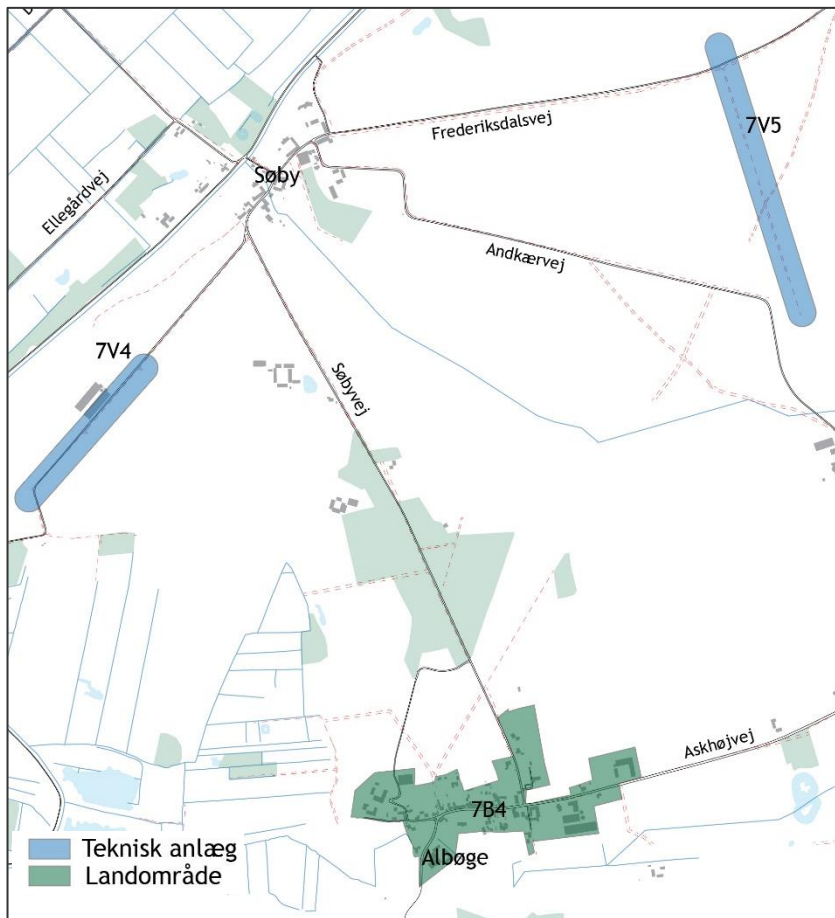 Frederiksdalsvej
7V5
Søby
Ellegårdvej
Andkærvej
7V4
Søbyvej
Askhøjvej
7B4
Albøge
Teknisk anlæg
Landområde